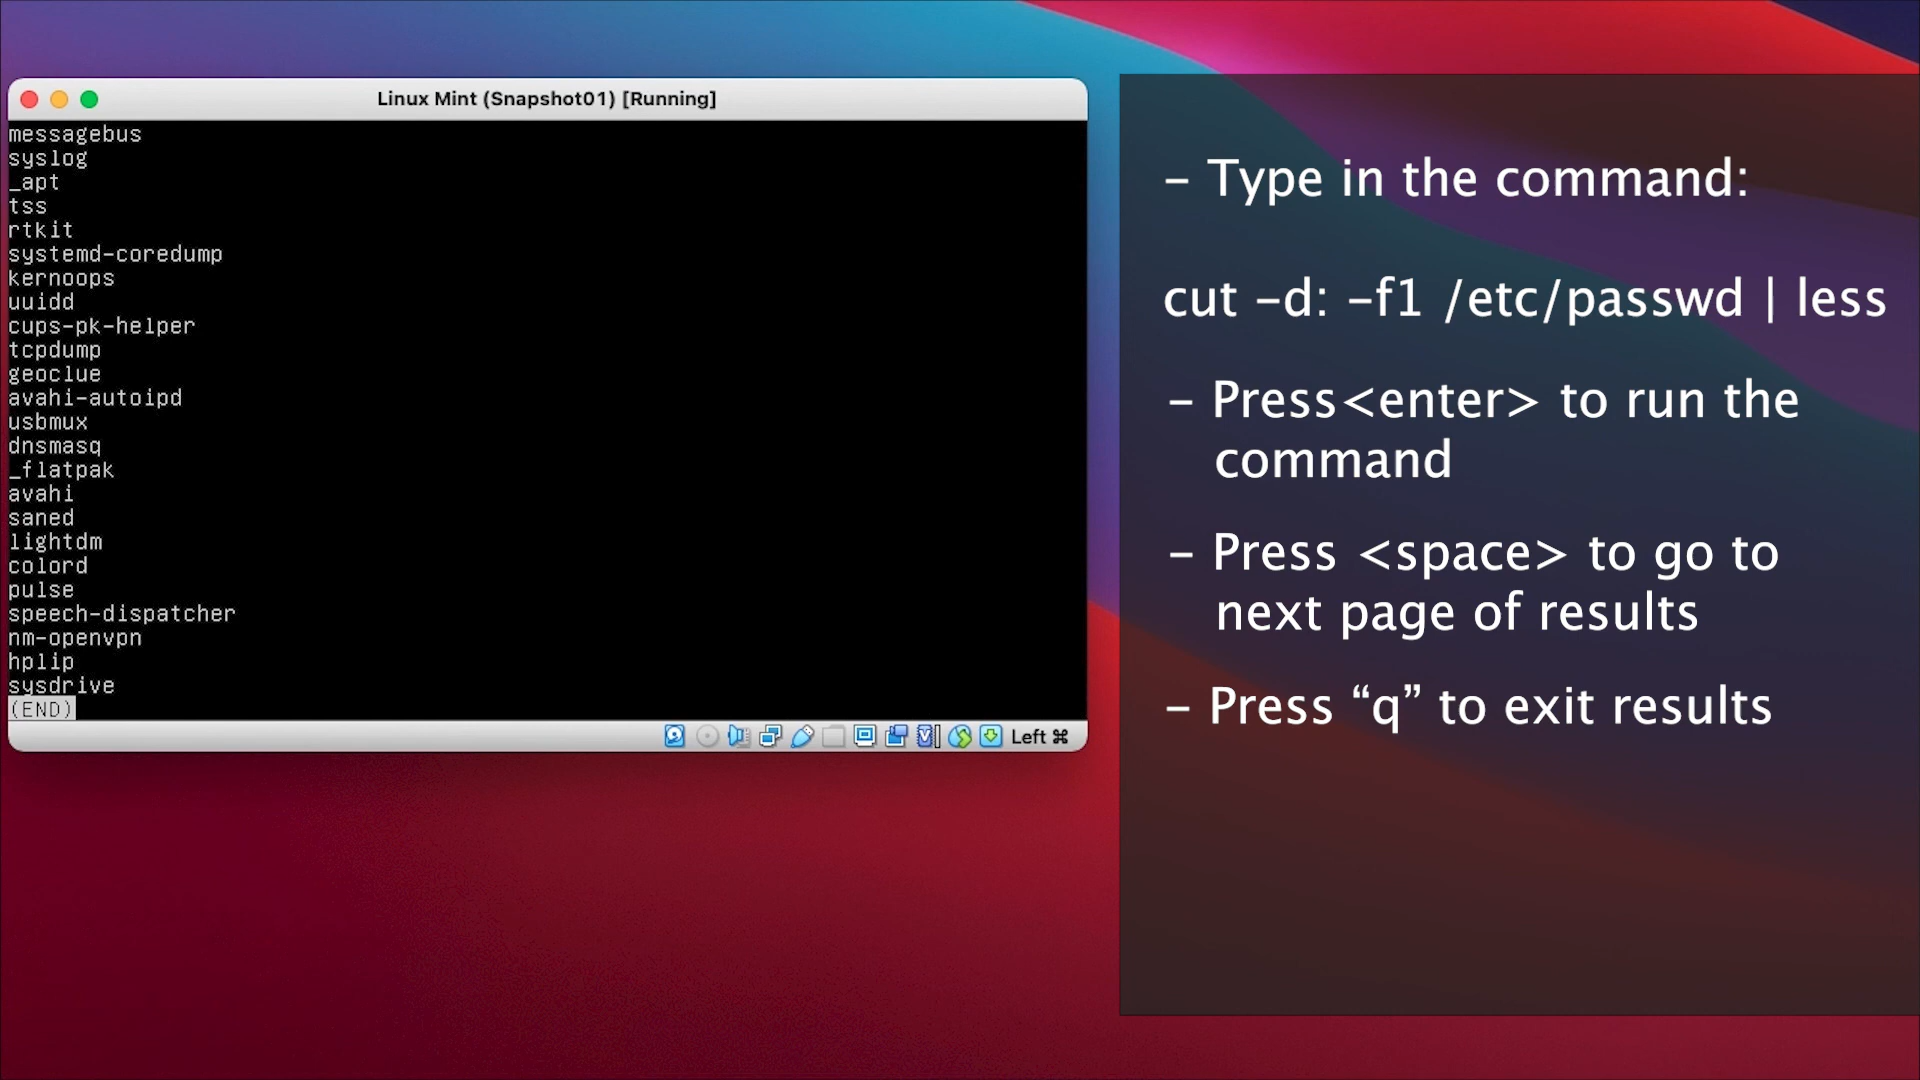 Linux Mint (Snapshot01) [Running]
messagebus
syslog
_apt
tss
rtkit
systemd-coredump
kernoops
uuidd
cups-pk-helper
tcpdump
geoclue
avahi-autoipd
usbmux
dnsmasq
_flatpak
avahi
saned
lightdm
colord
pulse
speech-dispatcher
nm-openvpn
hplip
sysdrive
(END)
Left ⌘
- Type in the command:
cut -d: -f1 /etc/passwd | less
- Press<enter> to run the
command
- Press <space> to go to
next page of results
- Press “q” to exit results